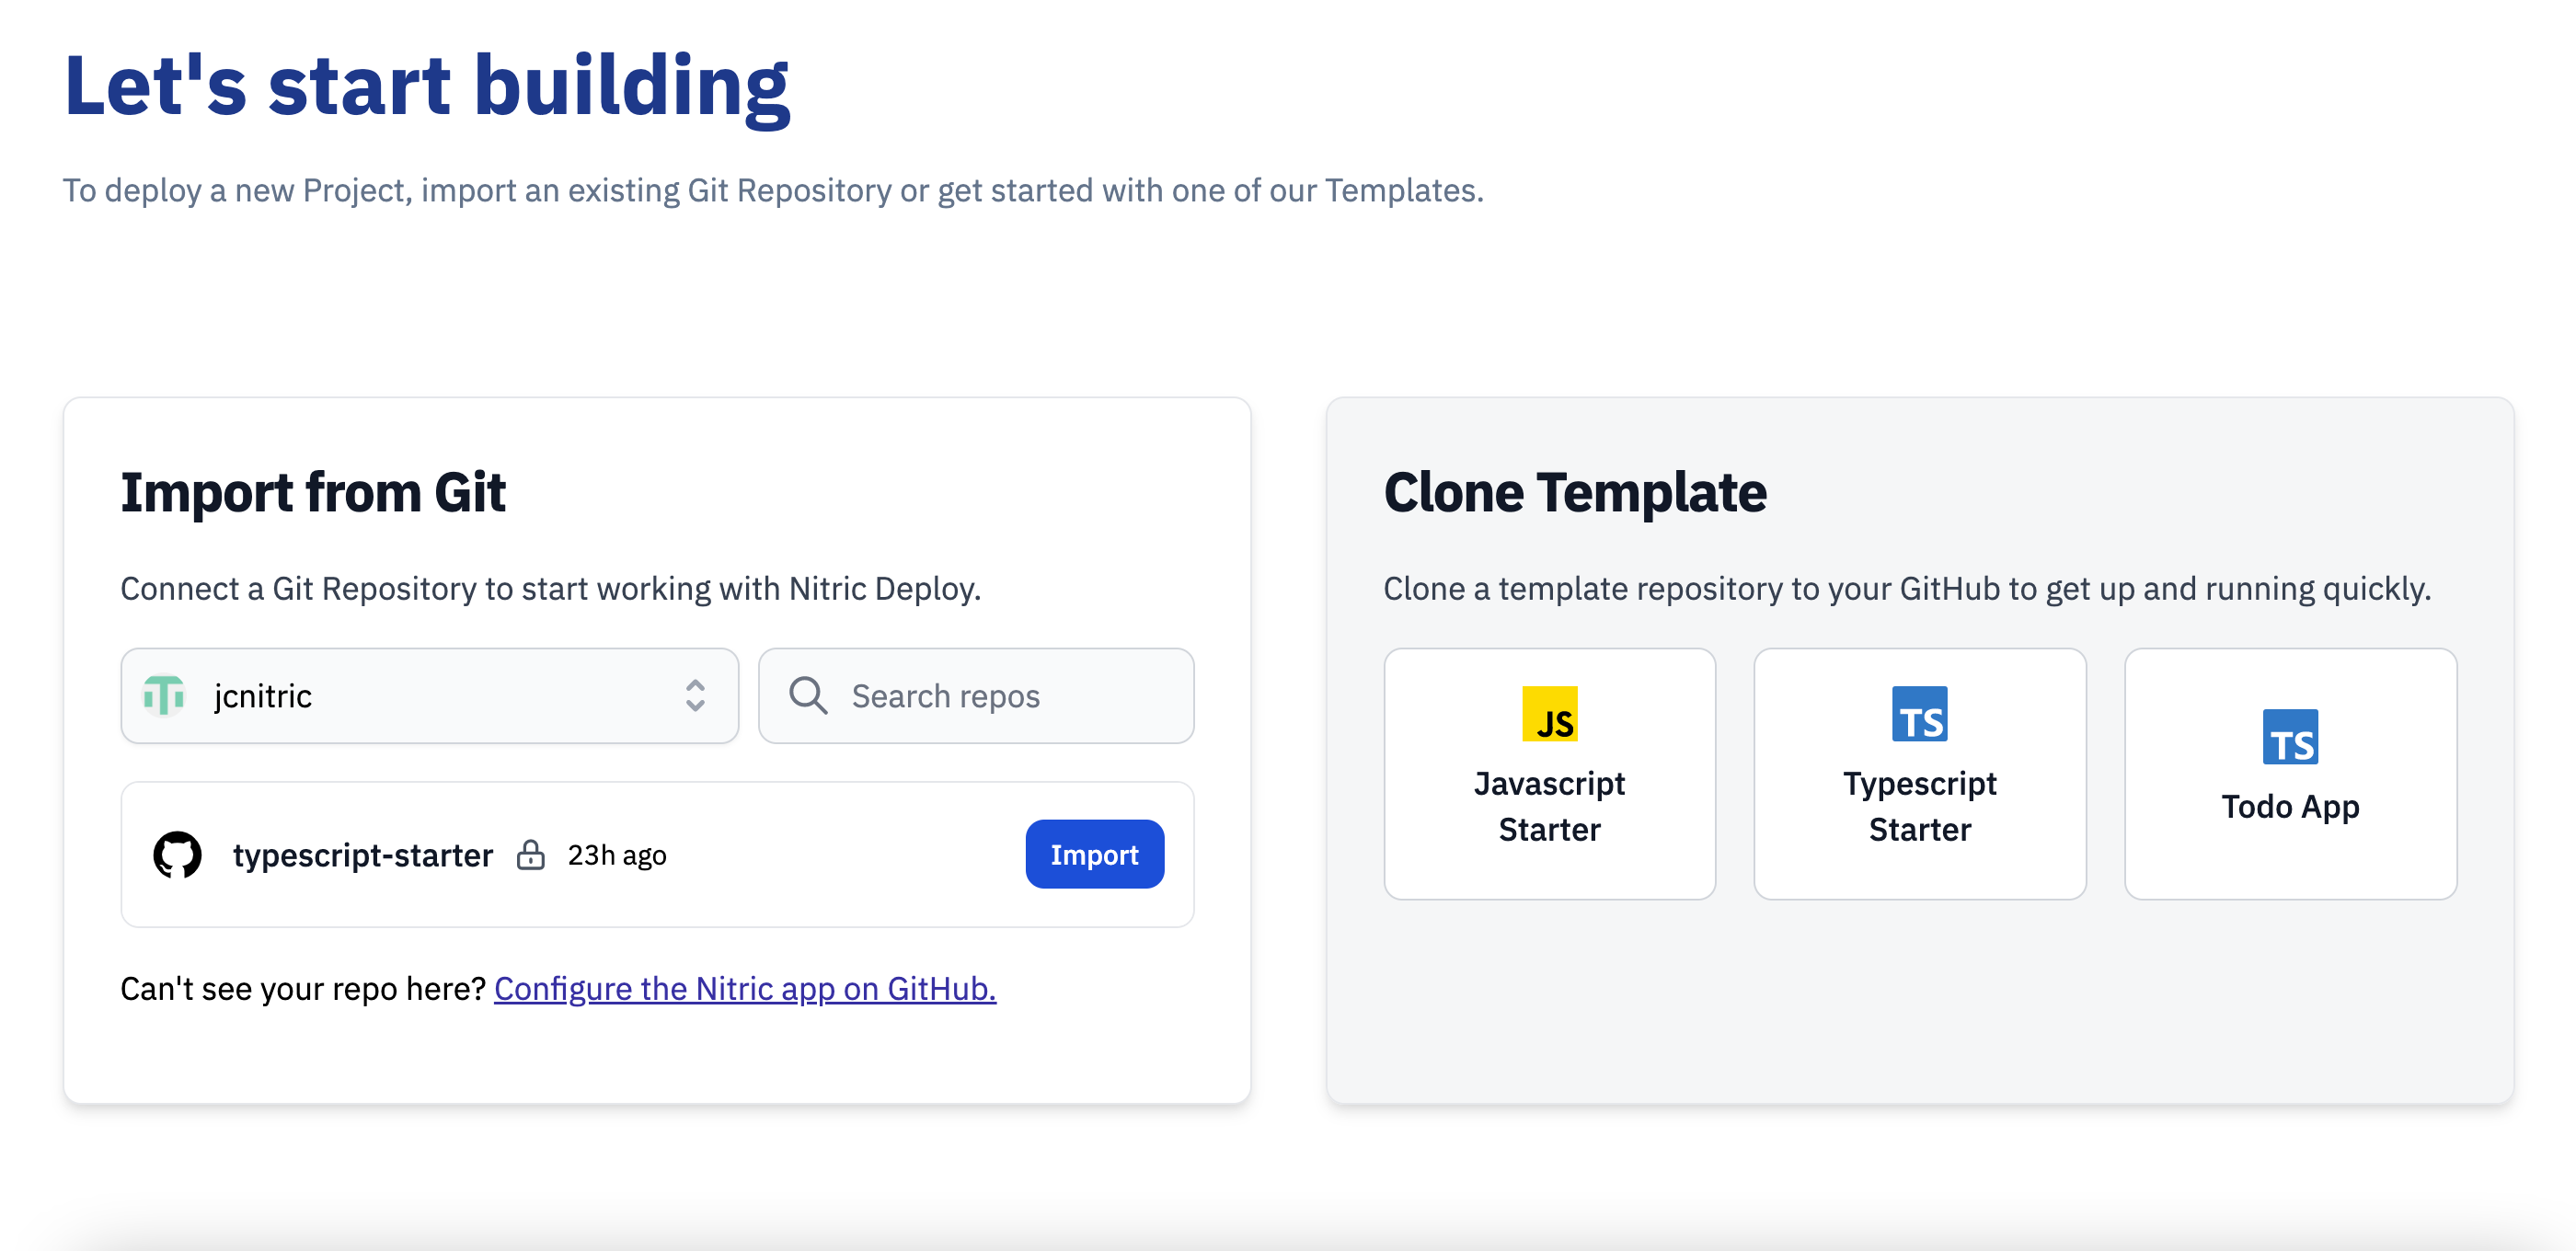 Let's start building
To deploy a new Project, import an existing Git Repository or get started with one of our Templates.
Import from Git
Connect a Git Repository to start working with Nitric Deploy.
jcnitric
Search repos
typescript-starter 23h ago
Import
Can't see your repo here? Configure the Nitric app on GitHub.
Clone Template
Clone a template repository to your GitHub to get up and running quickly.
JS
Javascript
Starter
TS
Typescript
Starter
TS
Todo App